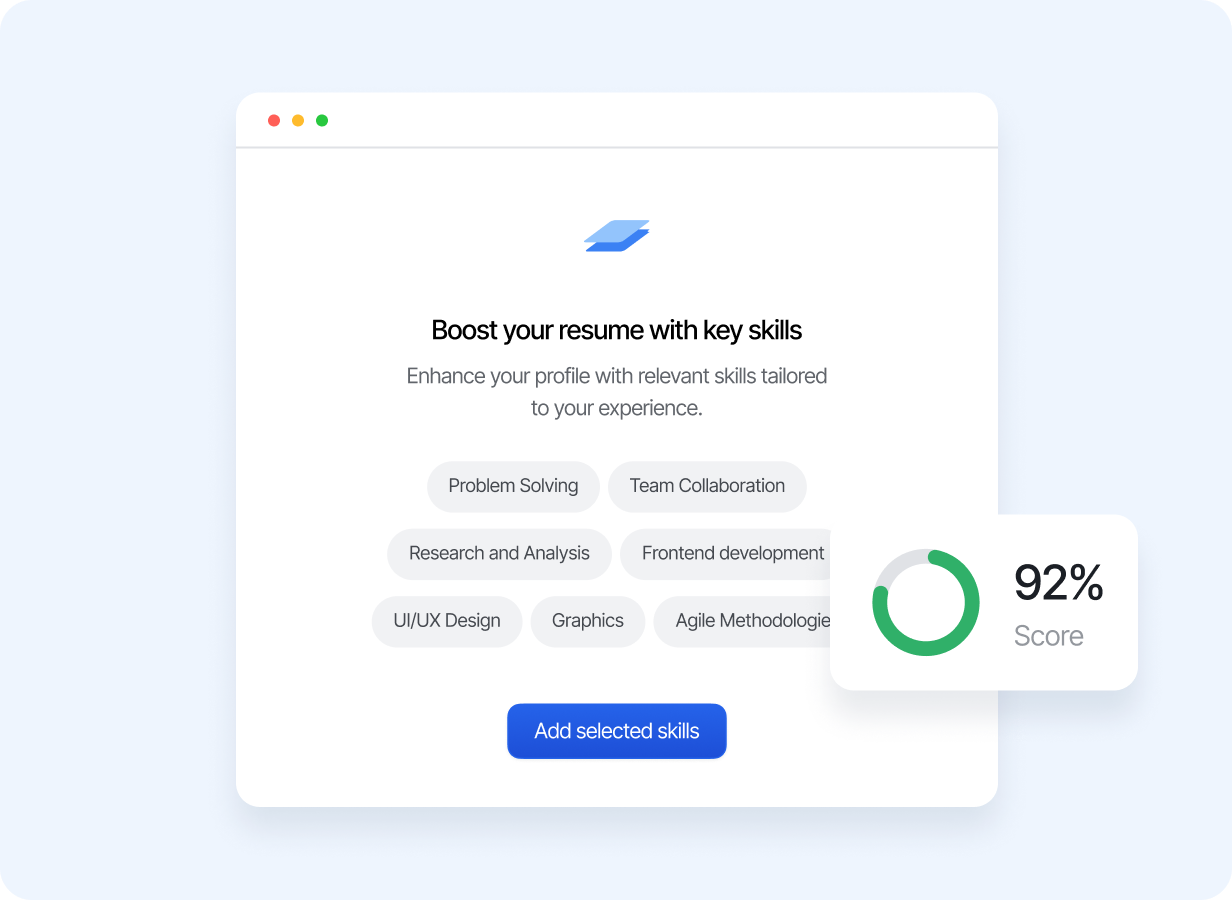 Boost your resume with key skills
Enhance your profile with relevant skills tailored
to your experience.
Problem Solving
Team Collaboration
Research and Analysis
Frontend development
UI/UX Design
Graphics
Agile Methodologie
92%
Score
Add selected skills